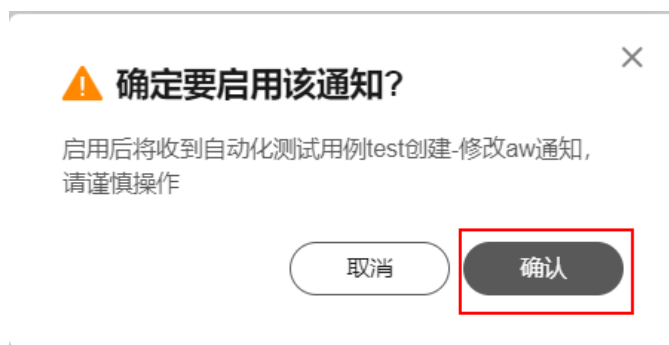 确定要启用该通知?
启用后将收到自动化测试用例test创建-修改aw通知,
请谨慎操作
取消
确认